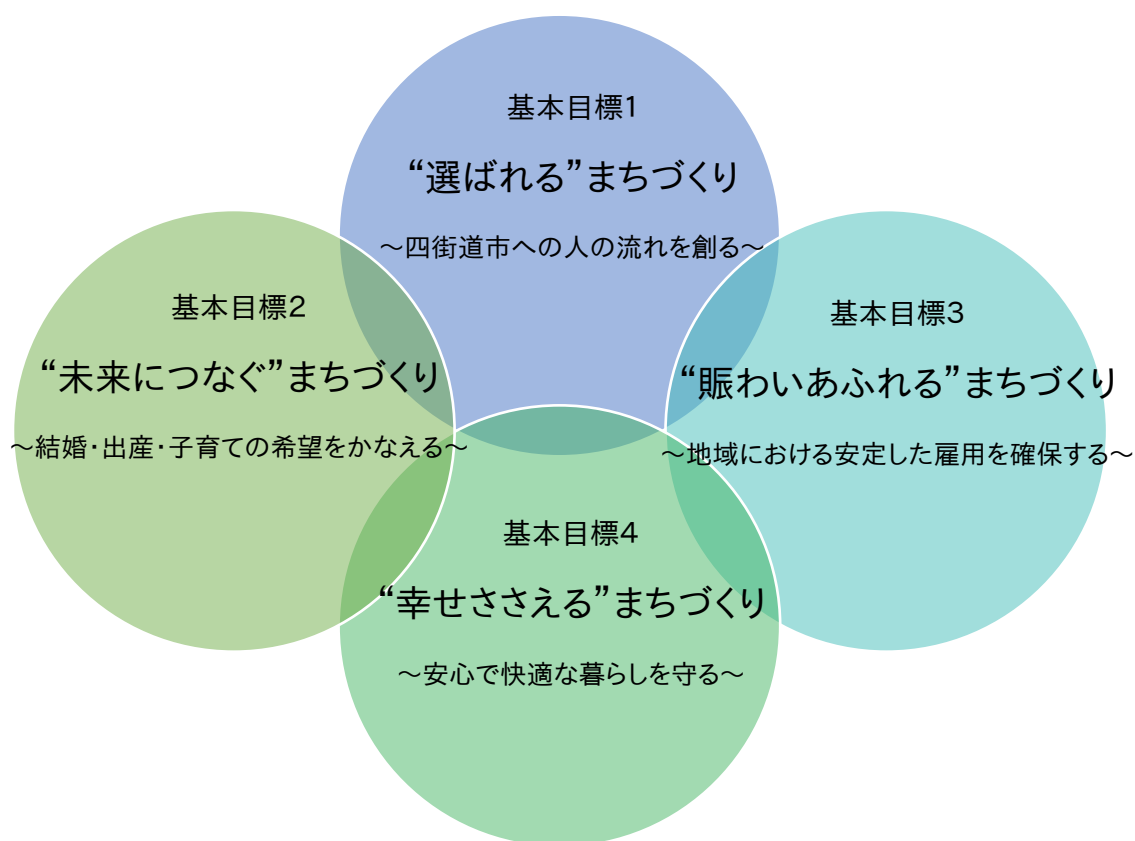 基本目標1
“選ばれる”まちづくり
～四街道市への人の流れを創る～
基本目標2
“未来につなぐ”まちづくり
～結婚・出産・子育ての希望をかなえる～
基本目標3
“賑わいあふれる”まちづくり
～地域における安定した雇用を確保する～
基本目標4
“幸せささえる”まちづくり
～安心で快適な暮らしを守る～